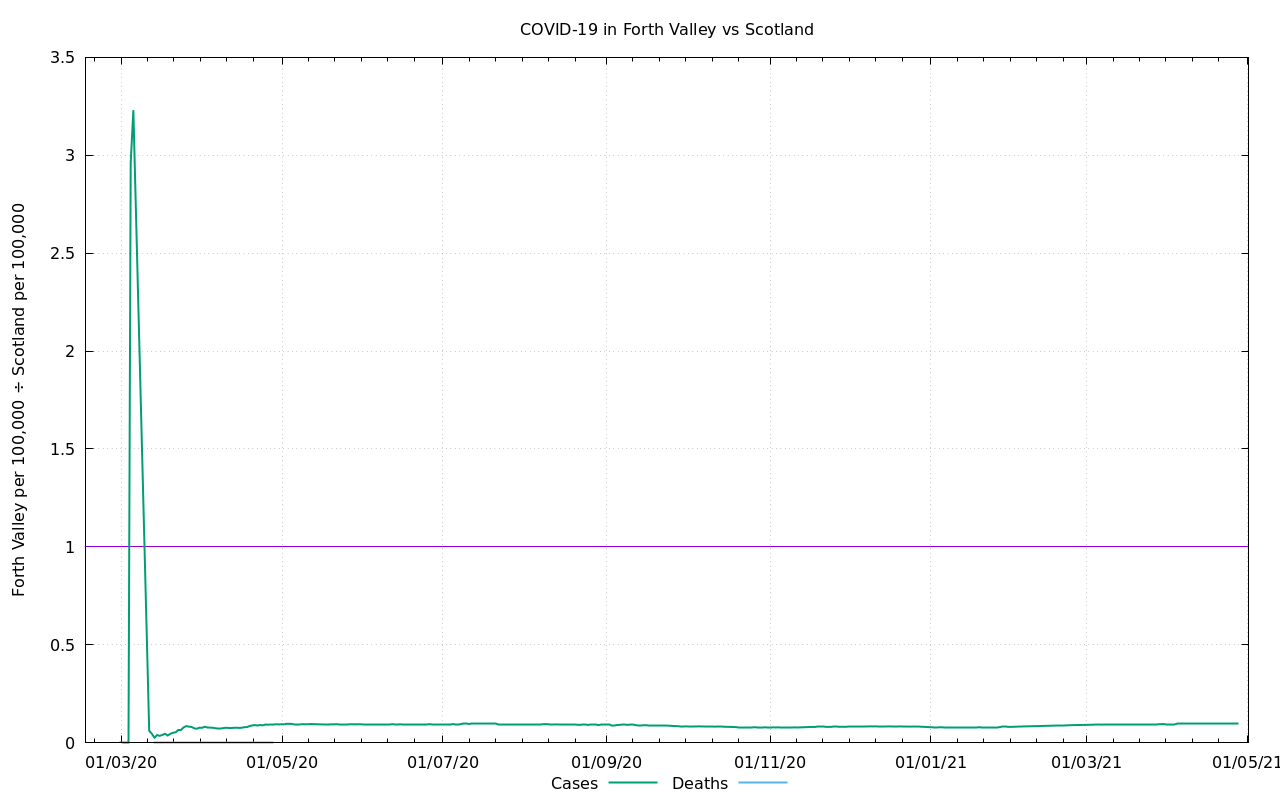 COVID-19 in Forth Valley vs Scotland
Forth Valley per 100,000 ÷ Scotland per 100,000
3.5
3
2.5
2
1.5
1
0.5
0
01/03/20 01/05/20 01/07/20 01/09/20 01/11/20 01/01/21 01/03/21 01/05/21
Cases Deaths